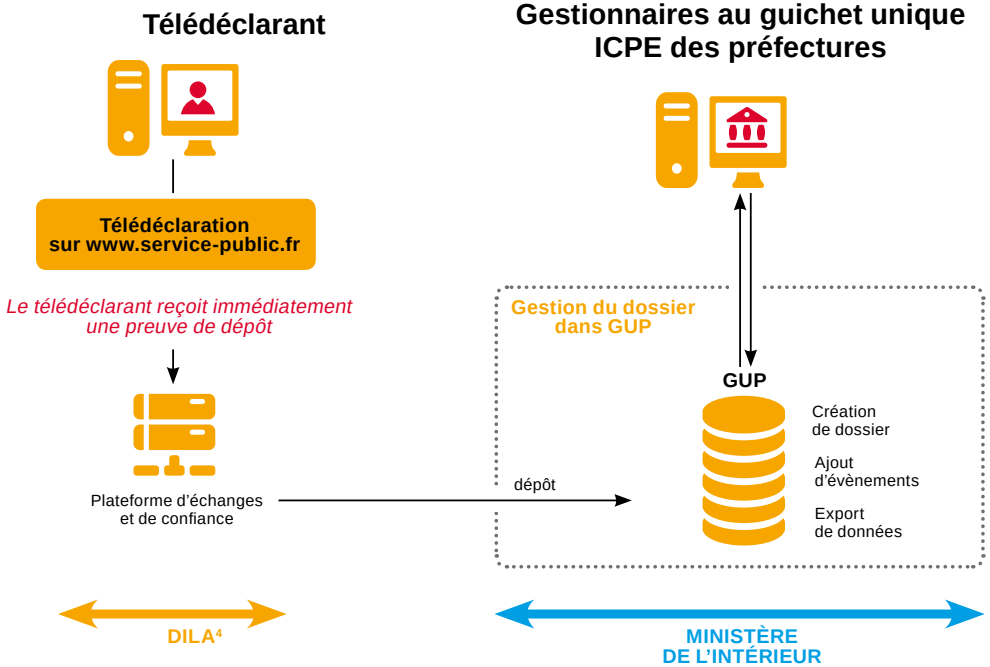 Télédéclarant
Télédéclaration
sur www.service-public.fr
Le télédéclarant reçoit immédiatement
une preuve de dépôt
Plateforme d'échanges
et de confiance
DILA⁴
Gestionnaires au guichet unique
ICPE des préfectures
Gestion du dossier
dans GUP
GUP
Création
de dossier
Ajout
d'évènements
Export
de données
dépôt
MINISTÈRE
DE L'INTÉRIEUR